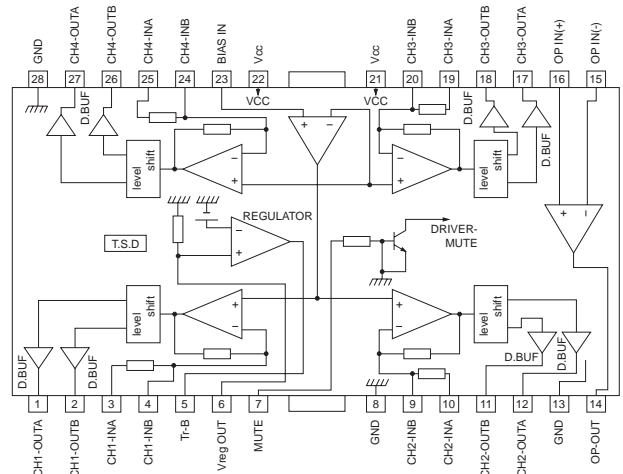 GND
CH4-OUTA
CH4-OUTB
CH4-INA
CH4-INB
BIAS IN
Vcc
Vcc
CH3-INB
CH3-INA
CH3-OUTB
CH3-OUTA
OP IN(+)
OP IN(-)
28
27
26
25
24
23
22
21
20
19
18
17
16
15
VCC
VCC
D.BUF
D.BUF
D.BUF
level
shift
+
-
-
+
-
+
level
shift
REGULATOR
-
+
T.S.D
DRIVER-
MUTE
+
-
level
shift
+
-
+
-
level
shift
D.BUF
D.BUF
D.BUF
D.BUF
1
2
3
4
5
6
7
8
9
10
11
12
13
14
CH1-OUTA
CH1-OUTB
CH1-INA
CH1-INB
Tr-B
Vreg OUT
MUTE
GND
CH2-INB
CH2-INA
CH2-OUTB
CH2-OUTA
GND
OP-OUT